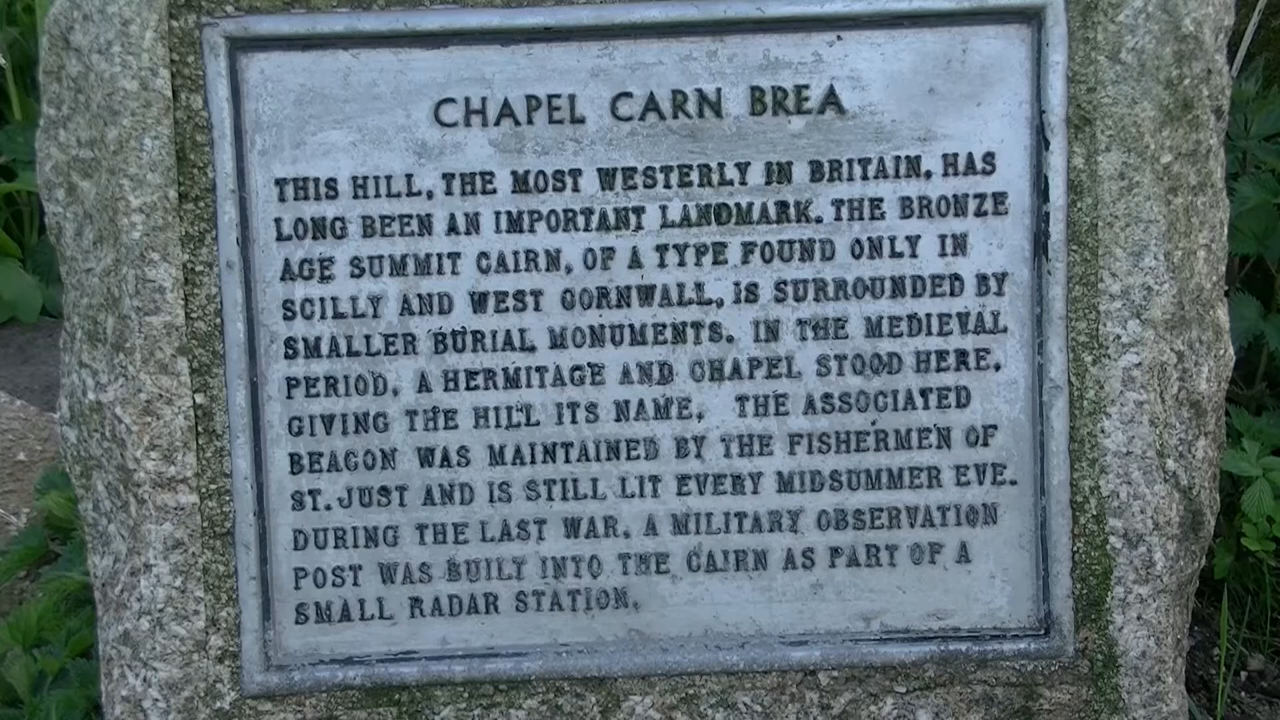 CHAPEL CARN BREA
THIS HILL, THE MOST WESTERLY IN BRITAIN, HAS
LONG BEEN AN IMPORTANT LANDMARK. THE BRONZE
AGE SUMMIT CAIRN, OF A TYPE FOUND ONLY IN
SCILLY AND WEST CORNWALL, IS SURROUNDED BY
SMALLER BURIAL MONUMENTS. IN THE MEDIEVAL
PERIOD, A HERMITAGE AND CHAPEL STOOD HERE,
GIVING THE HILL ITS NAME. THE ASSOCIATED
BEACON WAS MAINTAINED BY THE FISHERMEN OF
ST. JUST AND IS STILL LIT EVERY MIDSUMMER EVE.
DURING THE LAST WAR, A MILITARY OBSERVATION
POST WAS BUILT INTO THE CAIRN AS PART OF A
SMALL RADAR STATION.